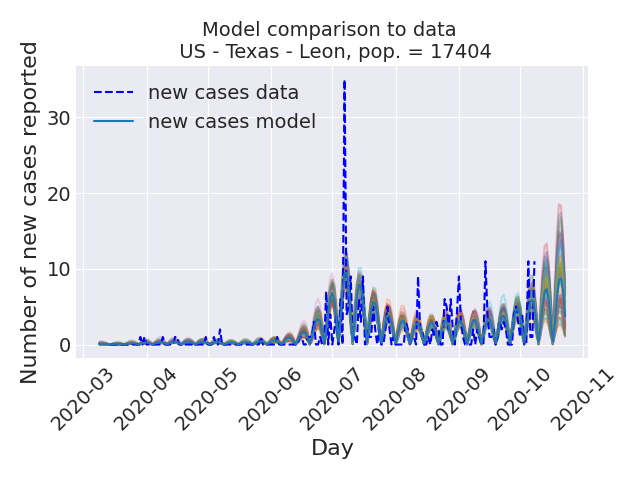 Model comparison to data
US - Texas - Leon, pop. = 17404
Number of new cases reported
new cases data
new cases model
30
20
10
0
2020-03
2020-04
2020-05
2020-06
2020-07
2020-08
2020-09
2020-10
2020-11
Day